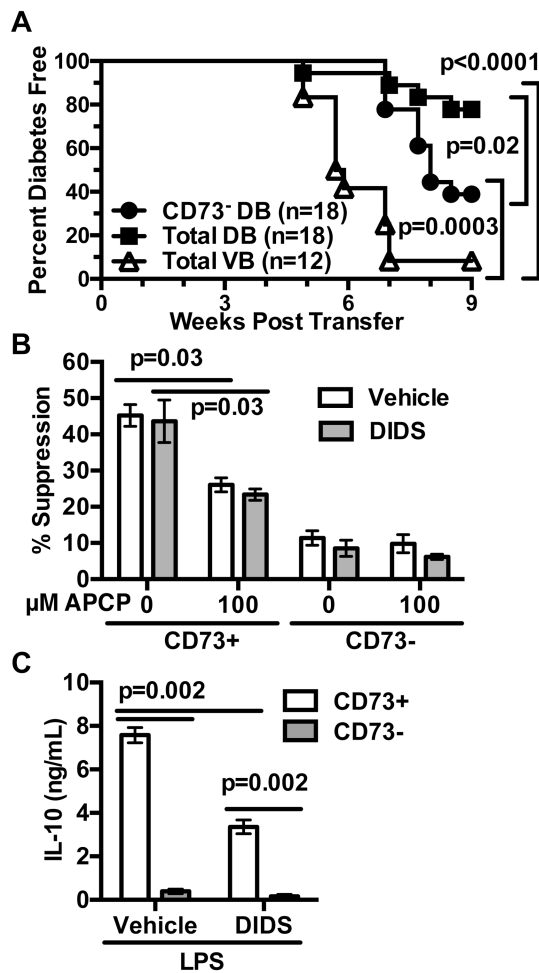 A
Percent Diabetes Free
100
80
60
40
20
0
p<0.0001
p=0.02
p=0.0003
CD73⁻ DB (n=18)
Total DB (n=18)
Total VB (n=12)
0 3 6 9
Weeks Post Transfer
B
% Suppression
60
50
40
30
20
10
0
p=0.03
p=0.03
Vehicle
DIDS
µM APCP 0 100 0 100
CD73+ CD73-
C
IL-10 (ng/mL)
10
8
6
4
2
0
p=0.002
p=0.002
CD73+
CD73-
Vehicle DIDS
LPS